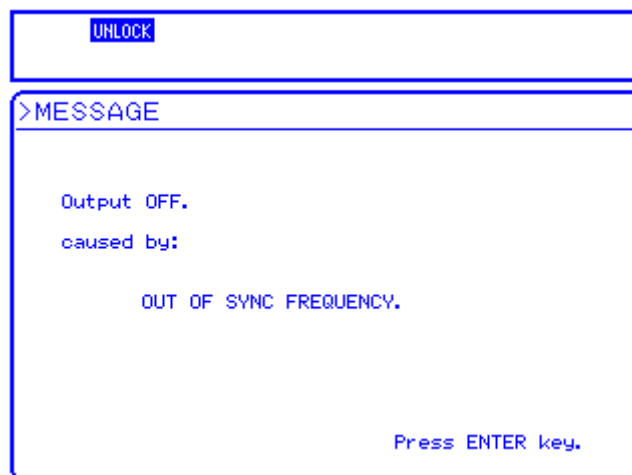 UNLOCK
>MESSAGE
Output OFF.
caused by:
OUT OF SYNC FREQUENCY.
Press ENTER key.